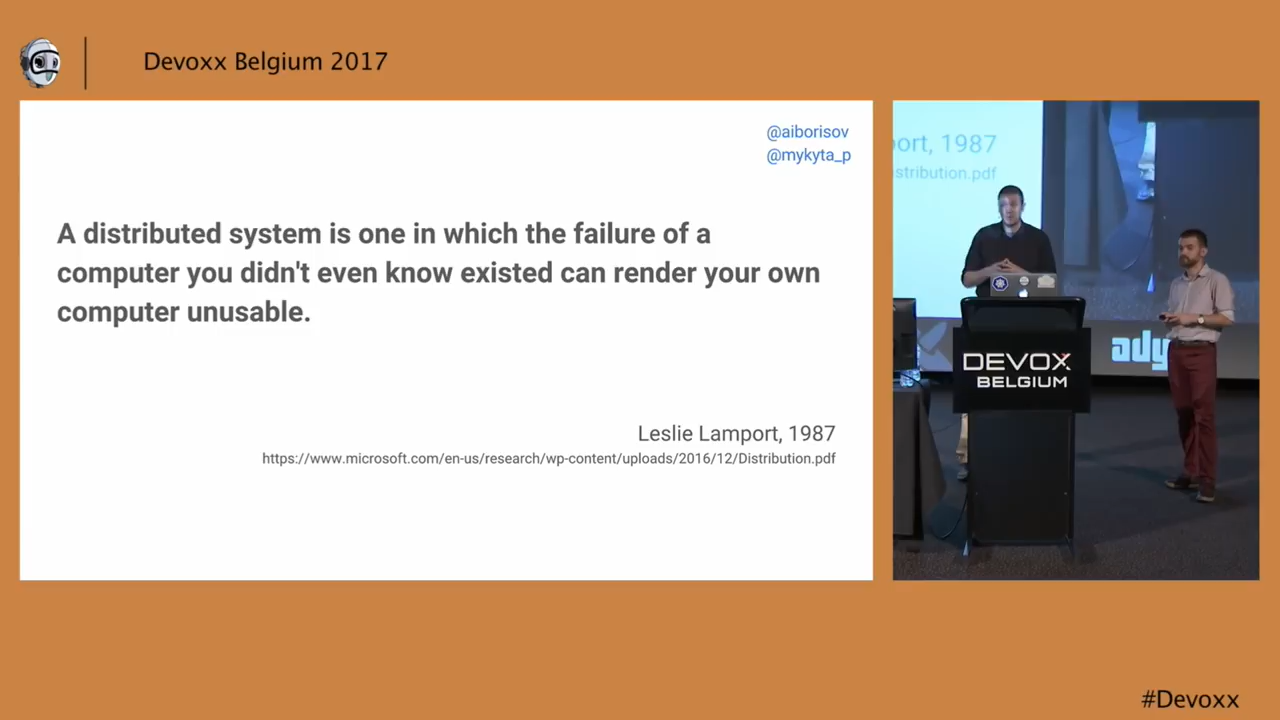 Devoxx Belgium 2017
@aiborisov
@mykyta_p
A distributed system is one in which the failure of a
computer you didn't even know existed can render your own
computer unusable.
Leslie Lamport, 1987
https://www.microsoft.com/en-us/research/wp-content/uploads/2016/12/Distribution.pdf
ort, 1987
stribution.pdf
DEVOX
BELGIUM
ady
#Devoxx